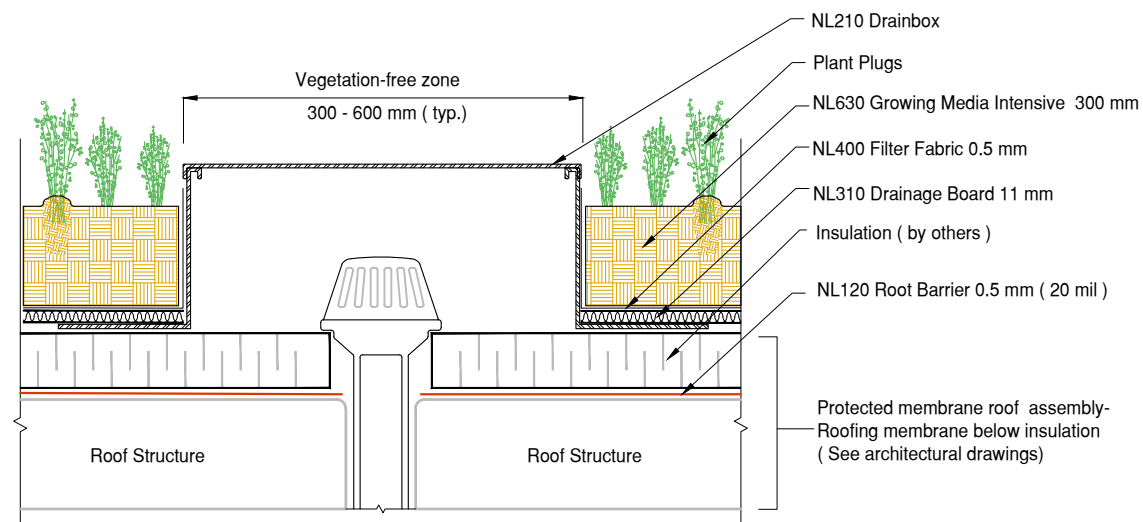 NL210 Drainbox
Plant Plugs
Vegetation-free zone
300 - 600 mm ( typ.)
NL630 Growing Media Intensive 300 mm
NL400 Filter Fabric 0.5 mm
NL310 Drainage Board 11 mm
Insulation ( by others )
NL120 Root Barrier 0.5 mm ( 20 mil )
Protected membrane roof assembly-
Roofing membrane below insulation
( See architectural drawings)
Roof Structure
Roof Structure